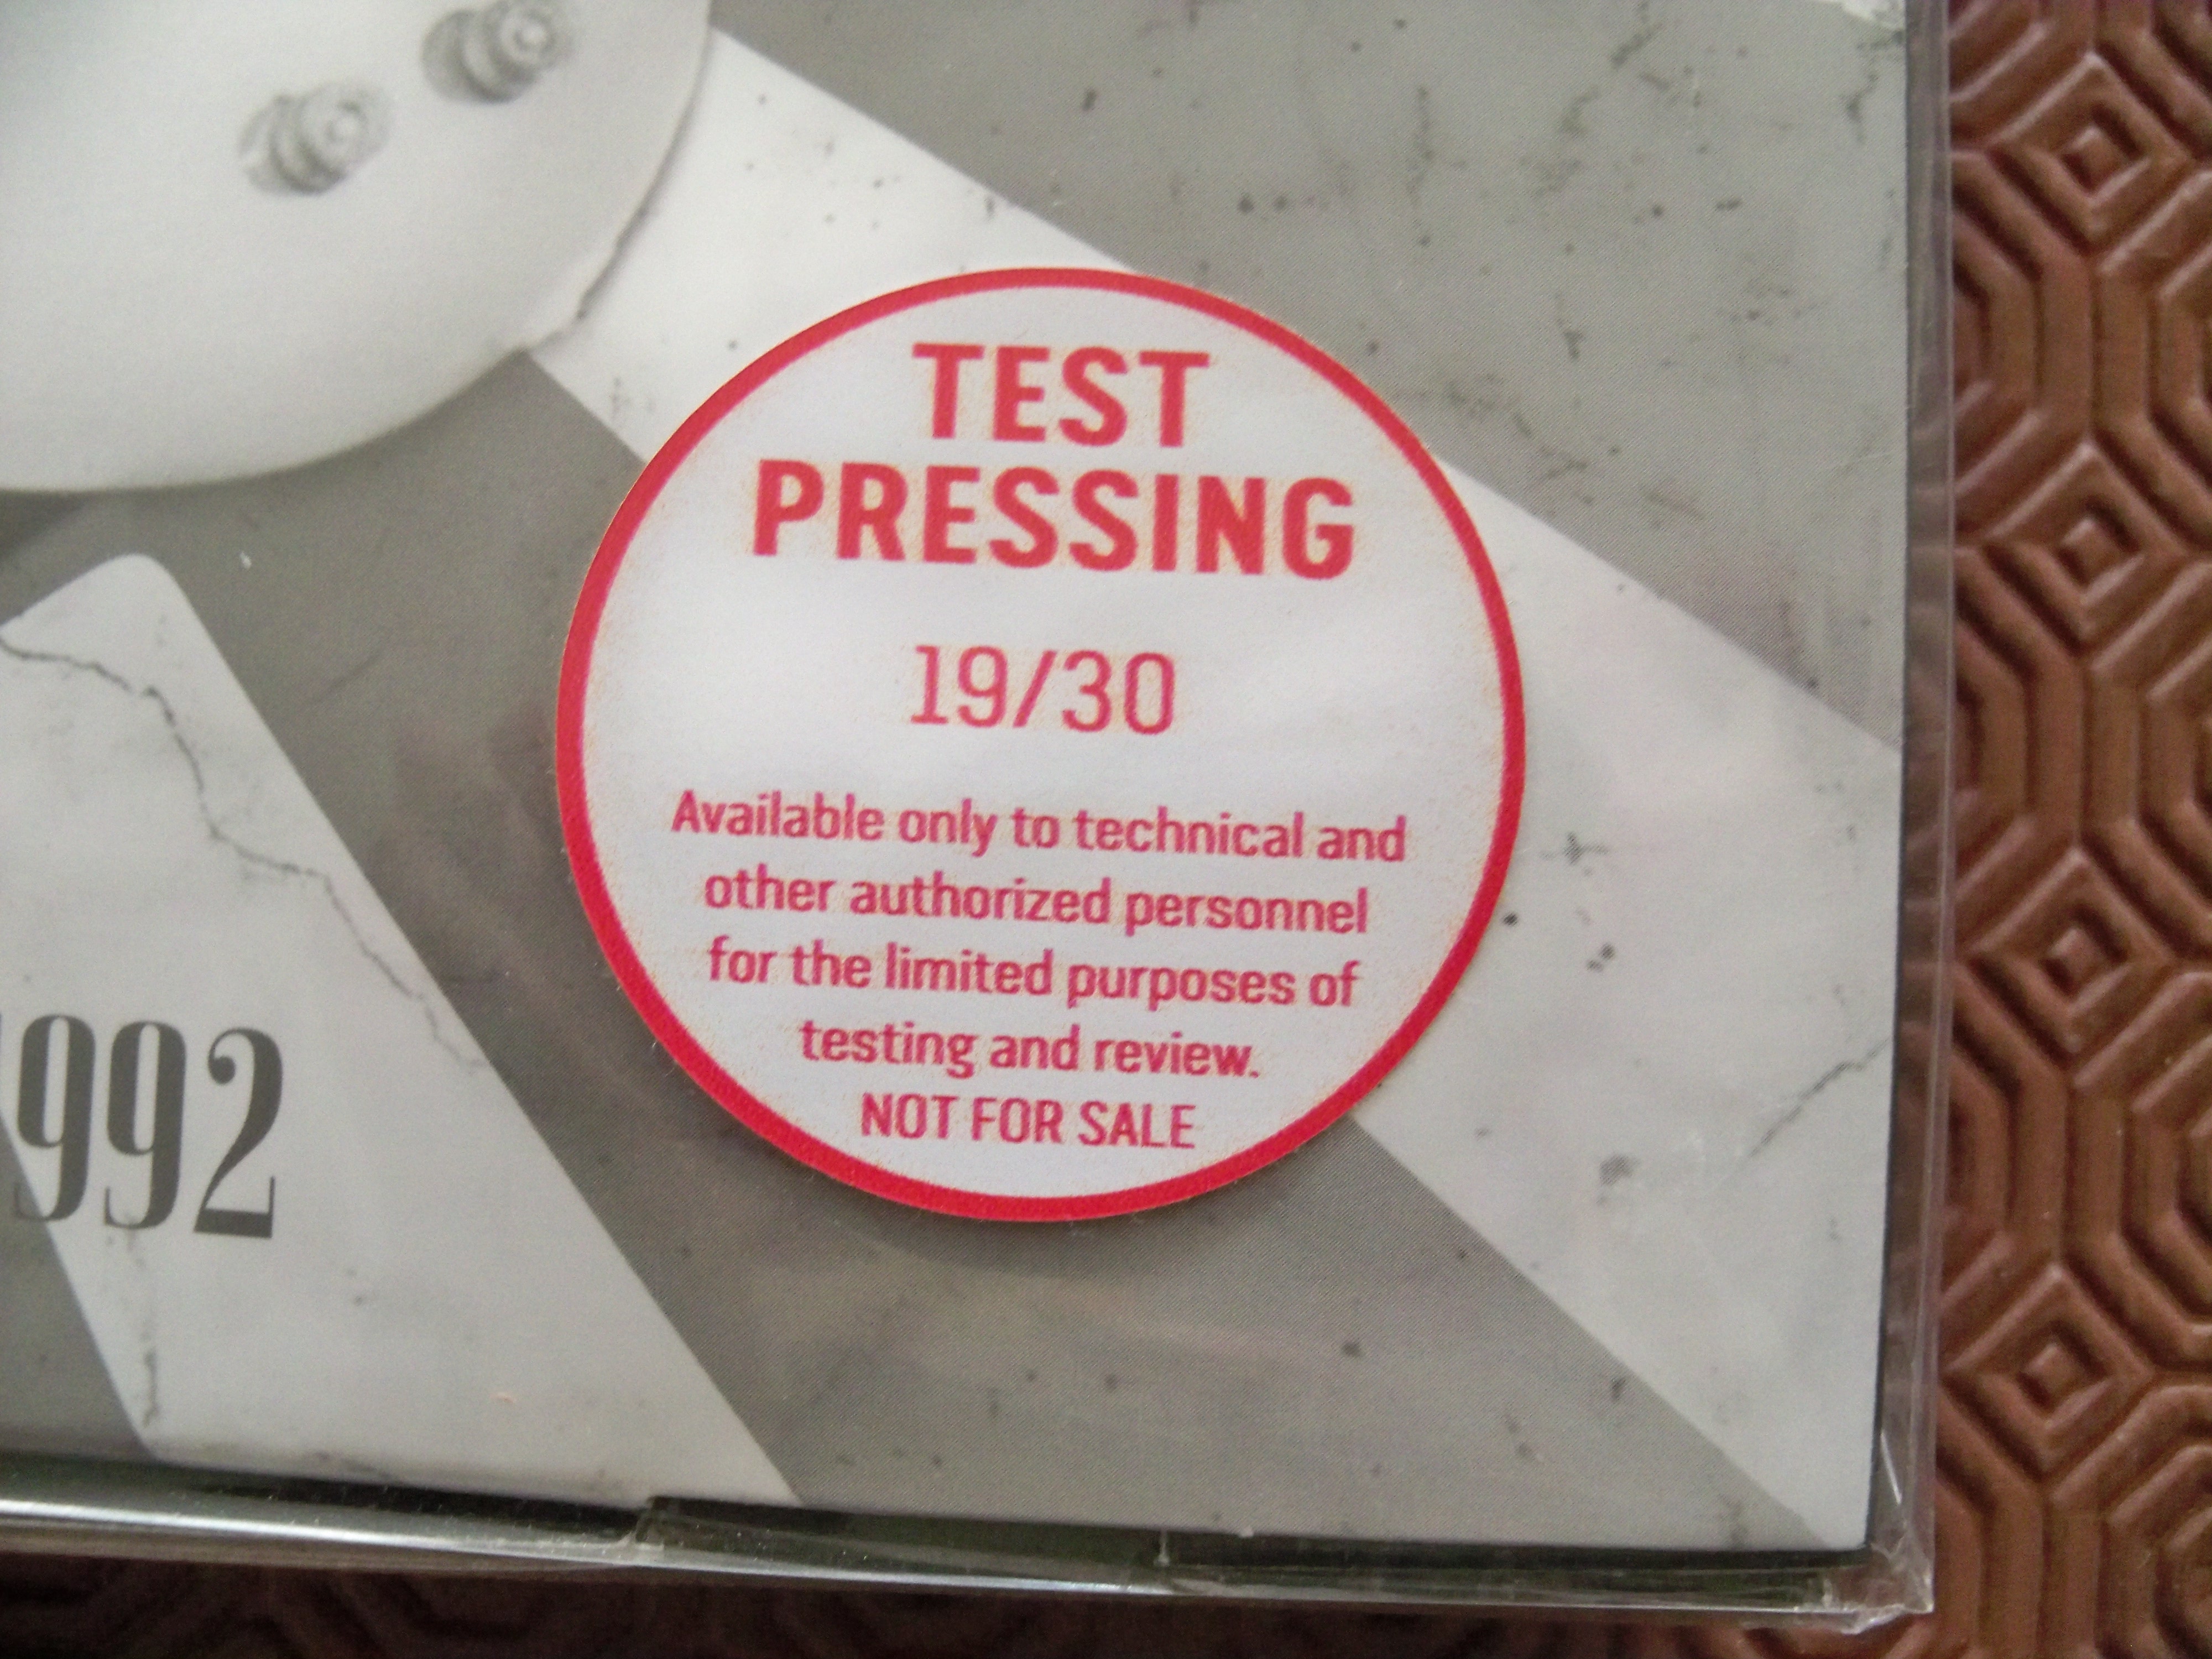 TEST
PRESSING
19/30
Available only to technical and
other authorized personnel
for the limited purposes of
testing and review.
NOT FOR SALE
992